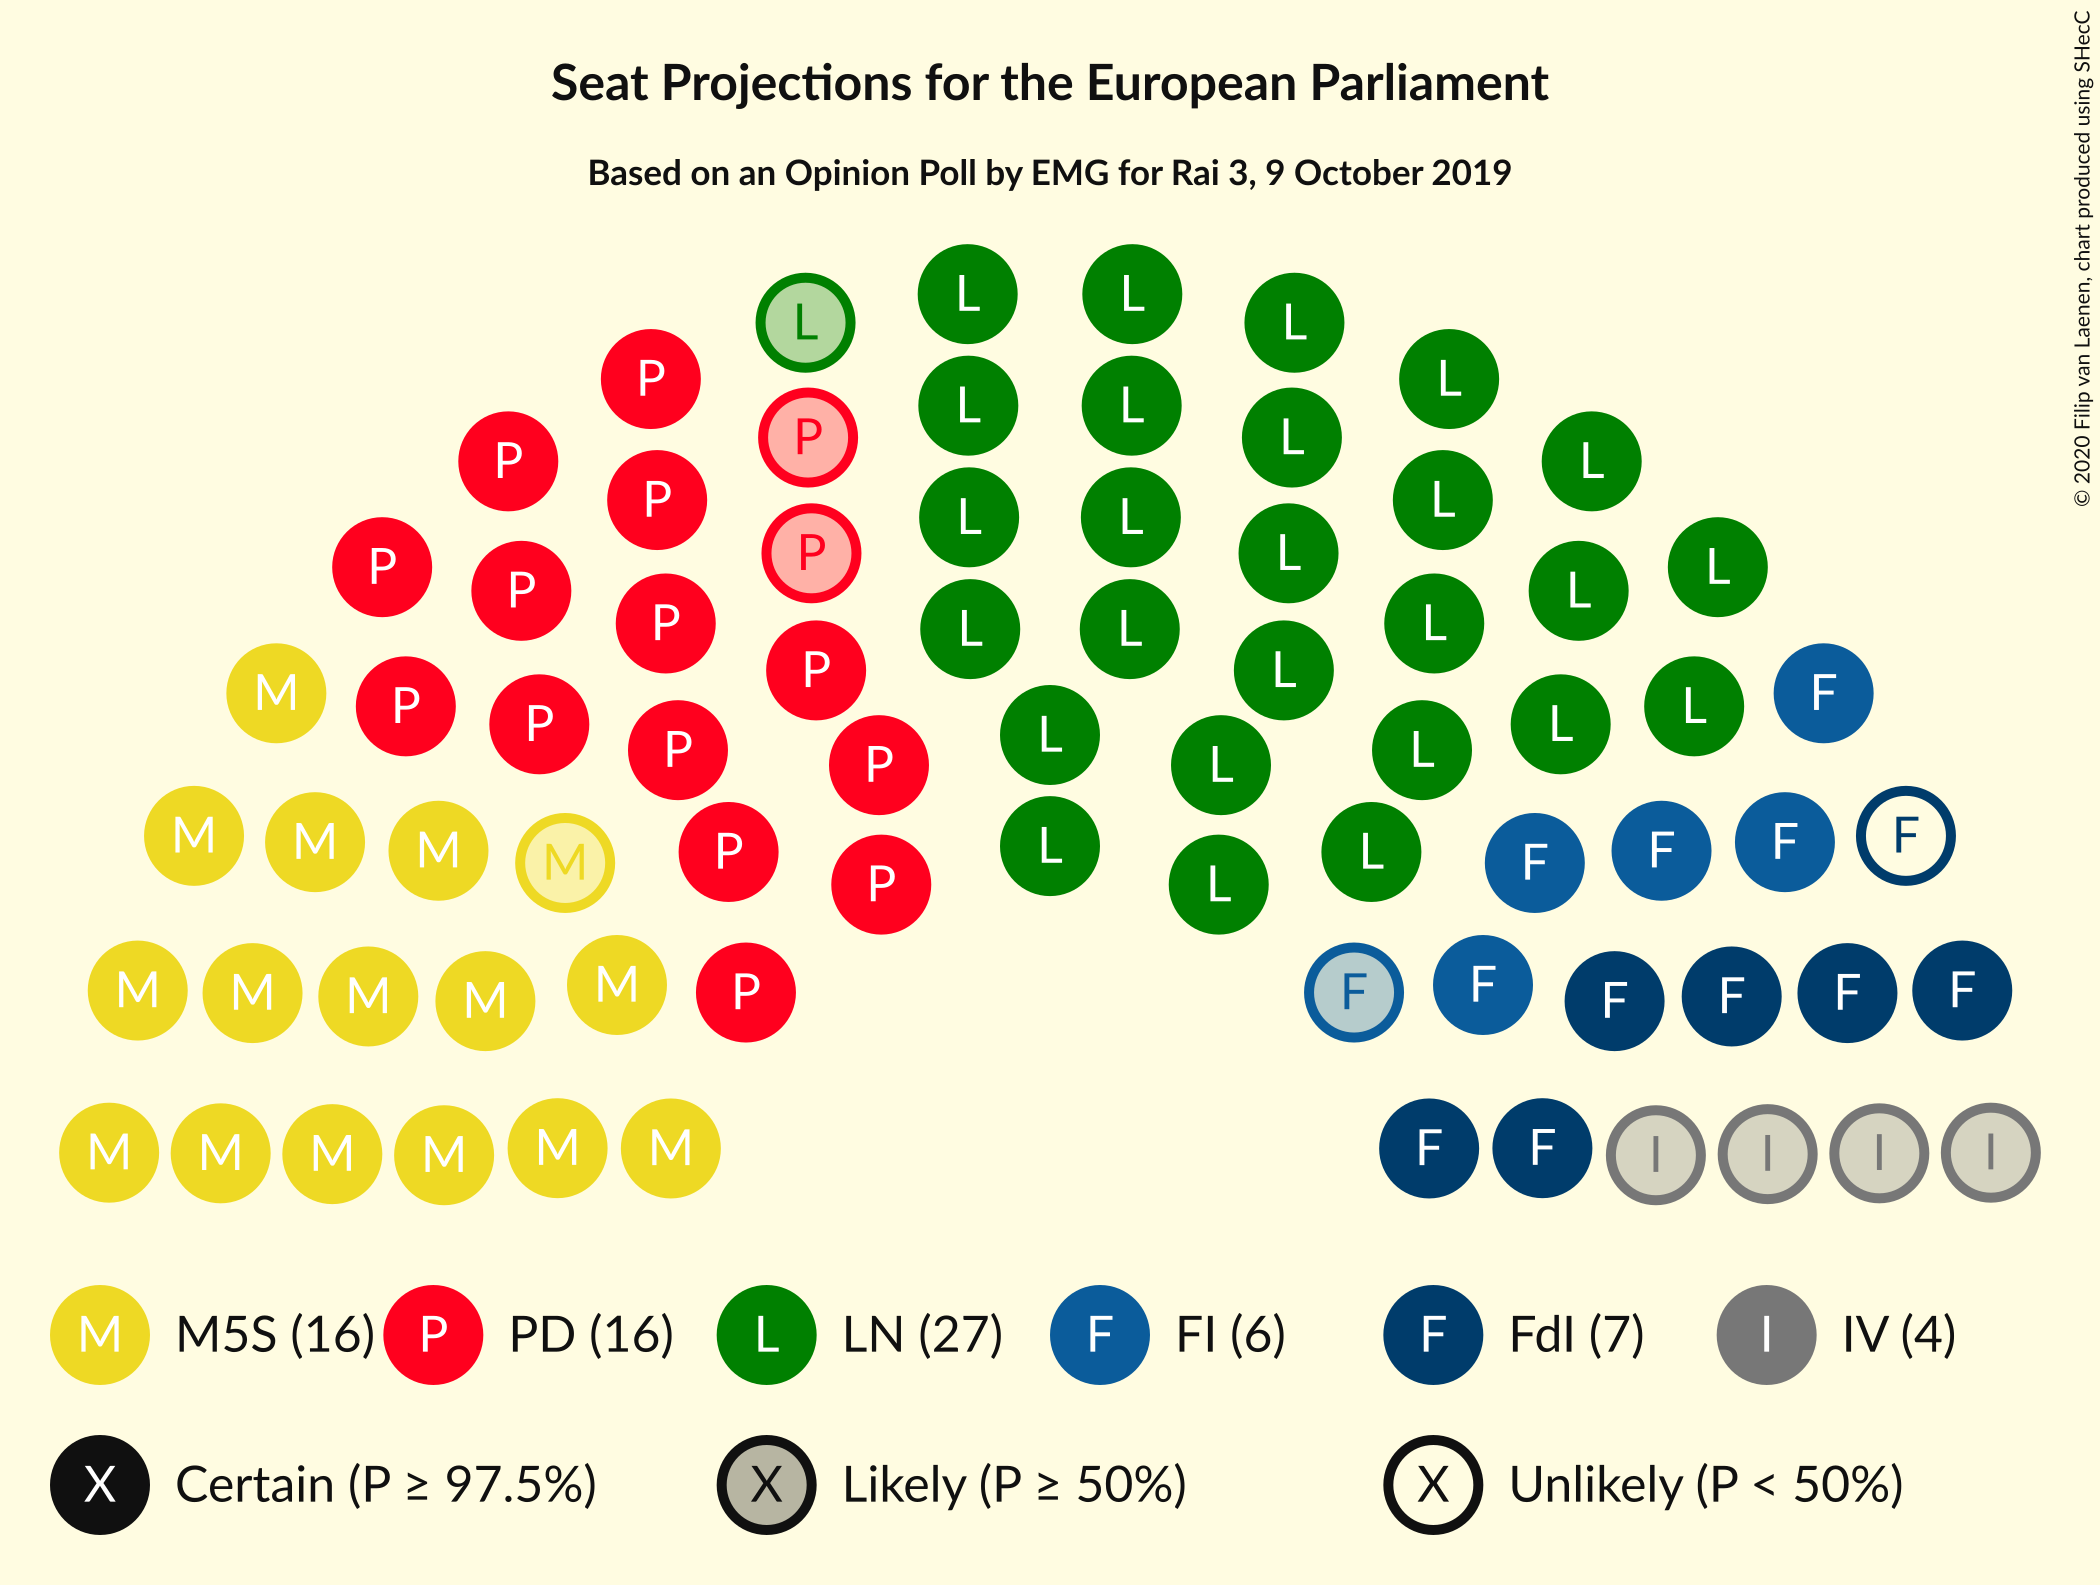 Seat Projections for the European Parliament
Based on an Opinion Poll by EMG for Rai 3, 9 October 2019
© 2020 Filip van Laenen, chart produced using SHecC
L L
L L
P L
L L
P L
P L
P L
P L
L L
P L
P L
P L
P L
P L
L L
P L
M F
P L
P L
L
P L
P L
M F
M F
M F
P L
L
M F
P L
M F
M F
M F
M F
M F
P F
M I
M I
M I
M I
M F
M F
M M5S (16)
P PD (16)
L LN (27)
F FI (6)
F FdI (7)
I IV (4)
X Certain (P ≥ 97.5%)
X Likely (P ≥ 50%)
X Unlikely (P < 50%)